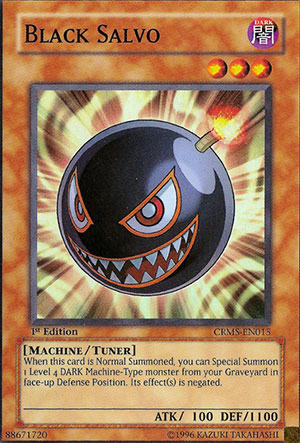 BLACK SALVO
DARK
闇
1st Edition
CRMS-EN015
[MACHINE/TUNER]
When this card is Normal Summoned, you can Special Summon
1 Level 4 DARK Machine-Type monster from your Graveyard in
face-up Defense Position. Its effect(s) is negated.
ATK/ 100 DEF/1100
88671720
©1996 KAZUKI TAKAHASHI